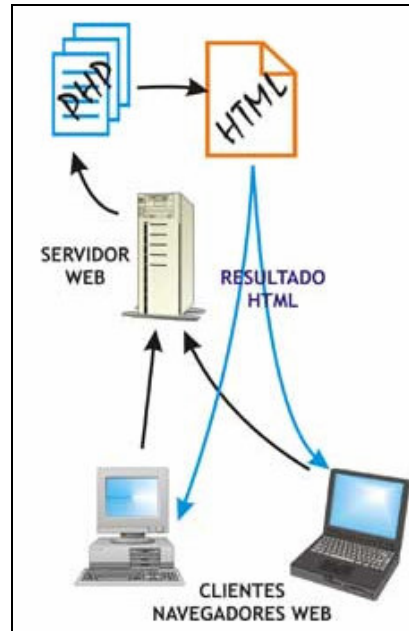 PHP
HTML
SERVIDOR
WEB
RESULTADO
HTML
CLIENTES
NAVEGADORES WEB